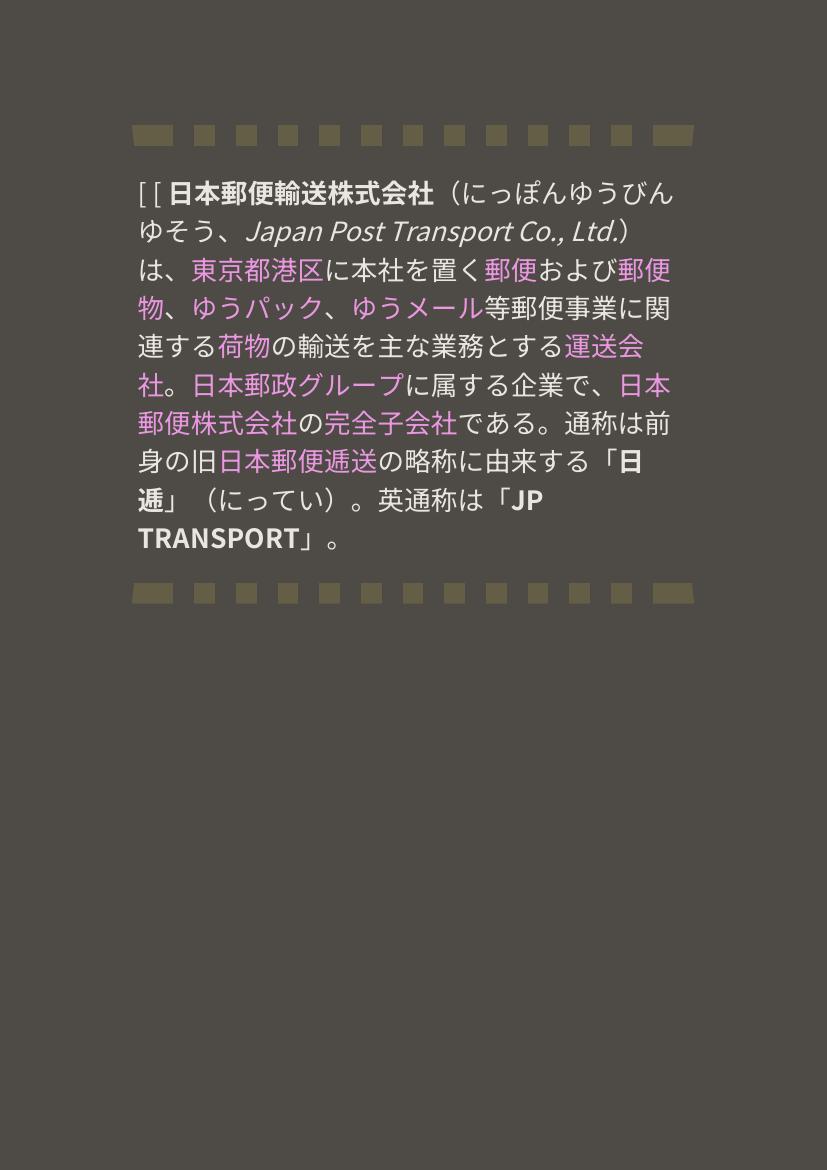 [ [ 日本郵便輸送株式会社（にっぽんゆうびん
ゆそう、Japan Post Transport Co., Ltd.）
は、東京都港区に本社を置く郵便および郵便
物、ゆうパック、ゆうメール等郵便事業に関
連する荷物の輸送を主な業務とする運送会
社。日本郵政グループに属する企業で、日本
郵便株式会社の完全子会社である。通称は前
身の旧日本郵便逓送の略称に由来する「日
逓」（にってい）。英通称は「JP
TRANSPORT」。